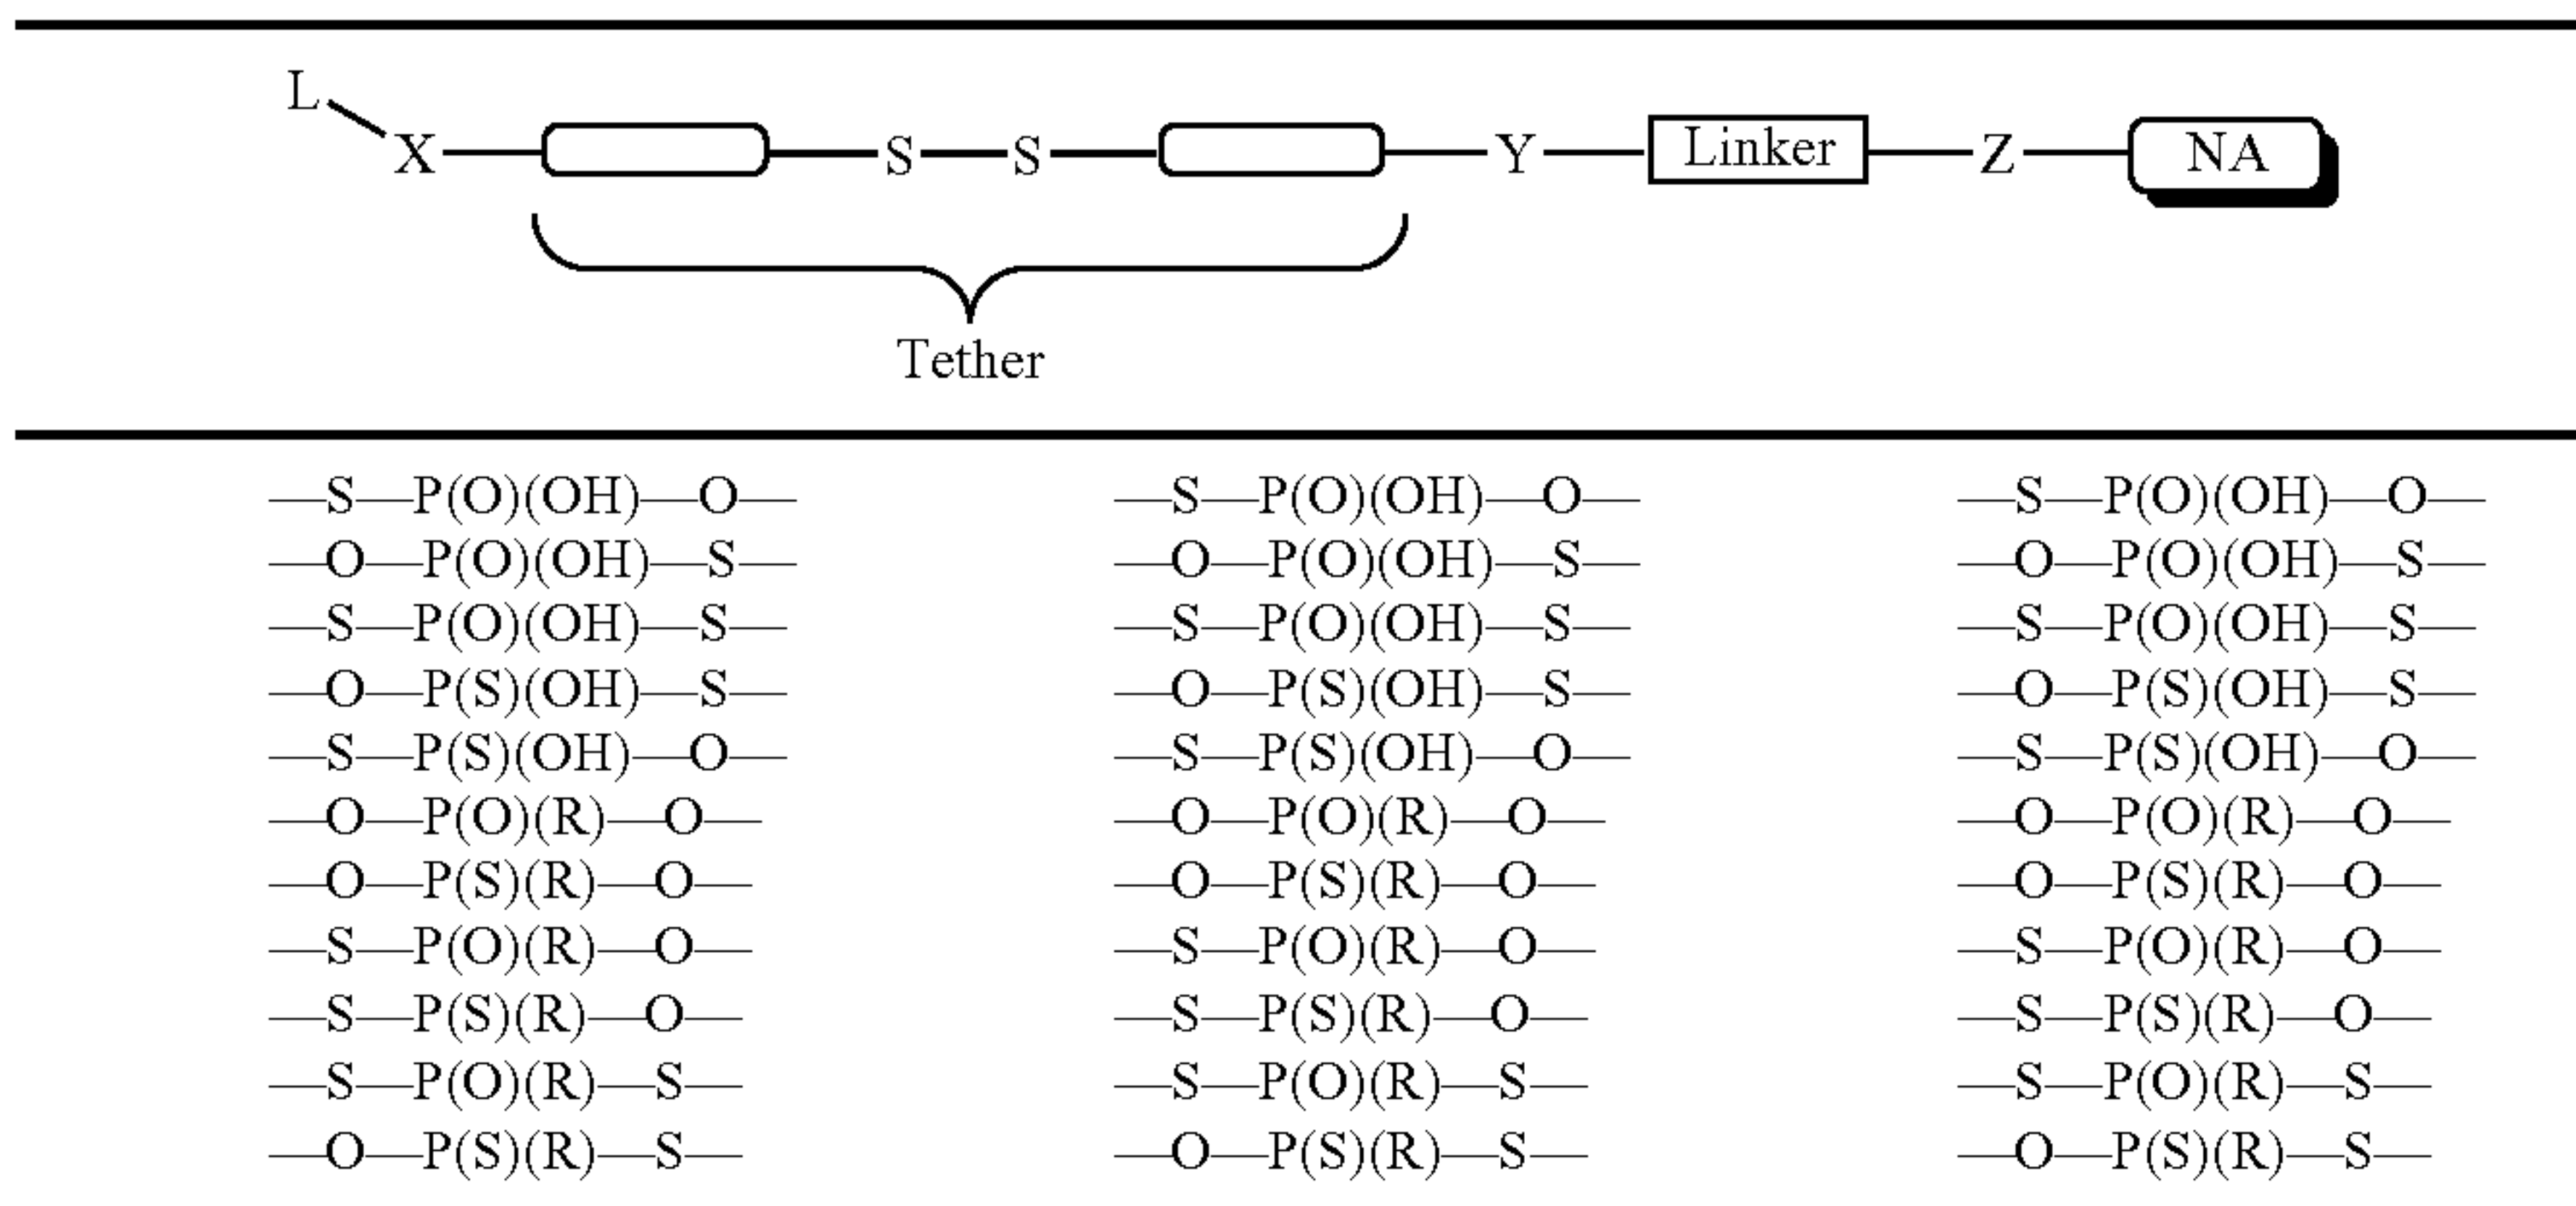 L
X S S Y Linker Z NA
Tether
—S—P(O)(OH)—O— —S—P(O)(OH)—O— —S—P(O)(OH)—O—
—O—P(O)(OH)—S— —O—P(O)(OH)—S— —O—P(O)(OH)—S—
—S—P(O)(OH)—S— —S—P(O)(OH)—S— —S—P(O)(OH)—S—
—O—P(S)(OH)—S— —O—P(S)(OH)—S— —O—P(S)(OH)—S—
—S—P(S)(OH)—O— —S—P(S)(OH)—O— —S—P(S)(OH)—O—
—O—P(O)(R)—O— —O—P(O)(R)—O— —O—P(O)(R)—O—
—O—P(S)(R)—O— —O—P(S)(R)—O— —O—P(S)(R)—O—
—S—P(O)(R)—O— —S—P(O)(R)—O— —S—P(O)(R)—O—
—S—P(S)(R)—O— —S—P(S)(R)—O— —S—P(S)(R)—O—
—S—P(O)(R)—S— —S—P(O)(R)—S— —S—P(O)(R)—S—
—O—P(S)(R)—S— —O—P(S)(R)—S— —O—P(S)(R)—S—